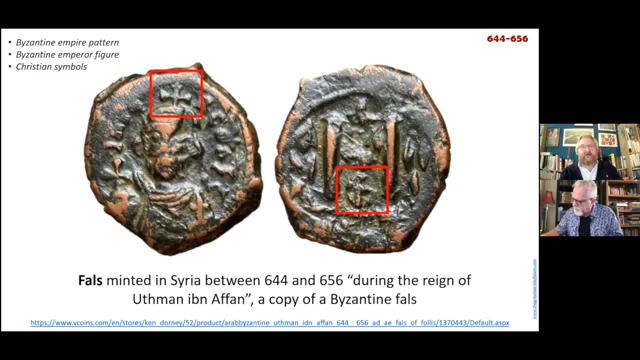 • Byzantine empire pattern
• Byzantine emperor figure
• Christian symbols
644-656
Fals minted in Syria between 644 and 656 “during the reign of
Uthman ibn Affan”, a copy of a Byzantine fals
https://www.vcoins.com/en/stores/ken_dorney/52/product/arabbyzantine_uthman_idn_affan_644__656_ad_ae_fals_of_follis/1370443/Default.aspx